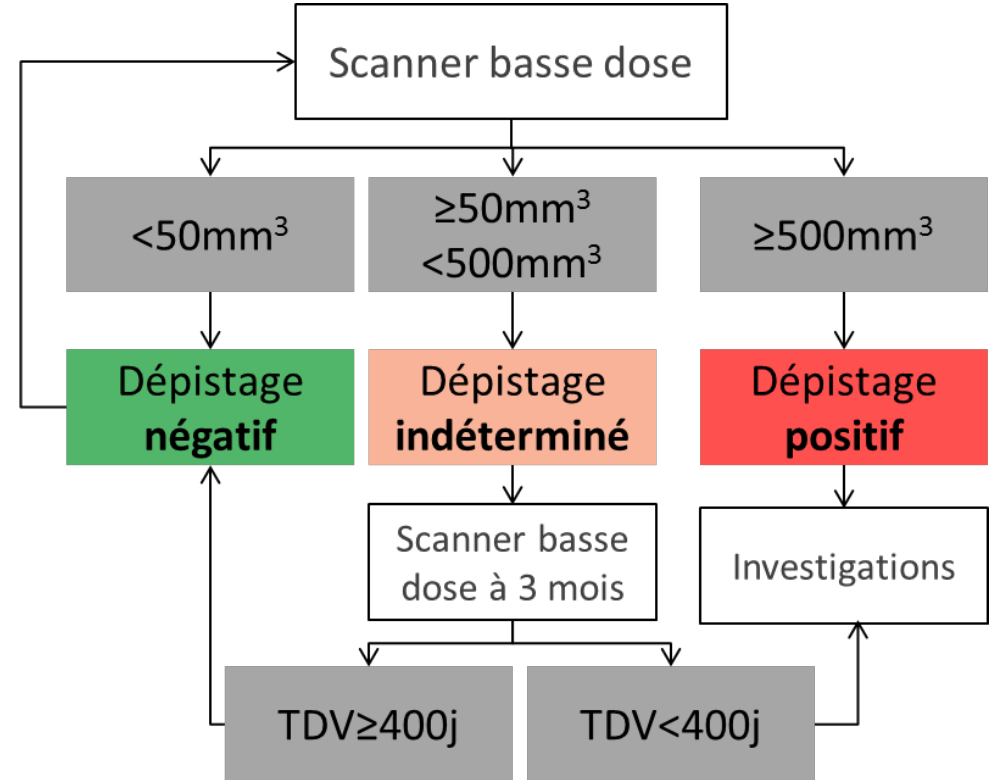 Scanner basse dose
<50mm³
≥50mm³
<500mm³
≥500mm³
Dépistage
négatif
Dépistage
indéterminé
Dépistage
positif
Scanner basse
dose à 3 mois
Investigations
TDV≥400j
TDV<400j